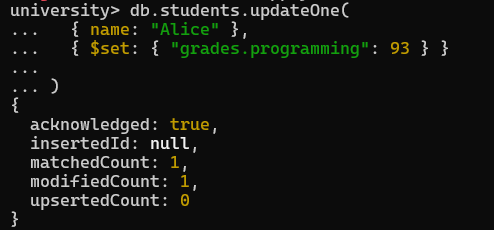 university> db.students.updateOne(
...   { name: "Alice" },
...   { $set: { "grades.programming": 93 } }
...
... )
{
  acknowledged: true,
  insertedId: null,
  matchedCount: 1,
  modifiedCount: 1,
  upsertedCount: 0
}